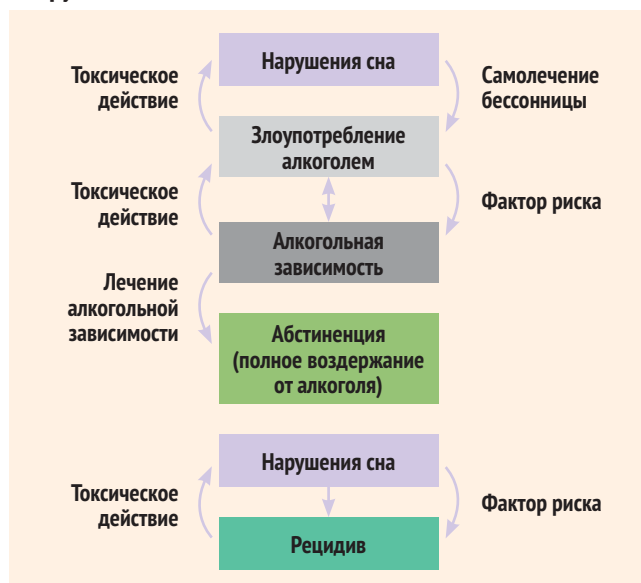 Нарушения сна
Токсическое
действие
Самолечение
бессонницы
Злоупотребление
алкоголем
Токсическое
действие
Фактор риска
Алкогольная
зависимость
Лечение
алкогольной
зависимости
Абстиненция
(полное воздержание
от алкоголя)
Нарушения сна
Токсическое
действие
Фактор риска
Рецидив